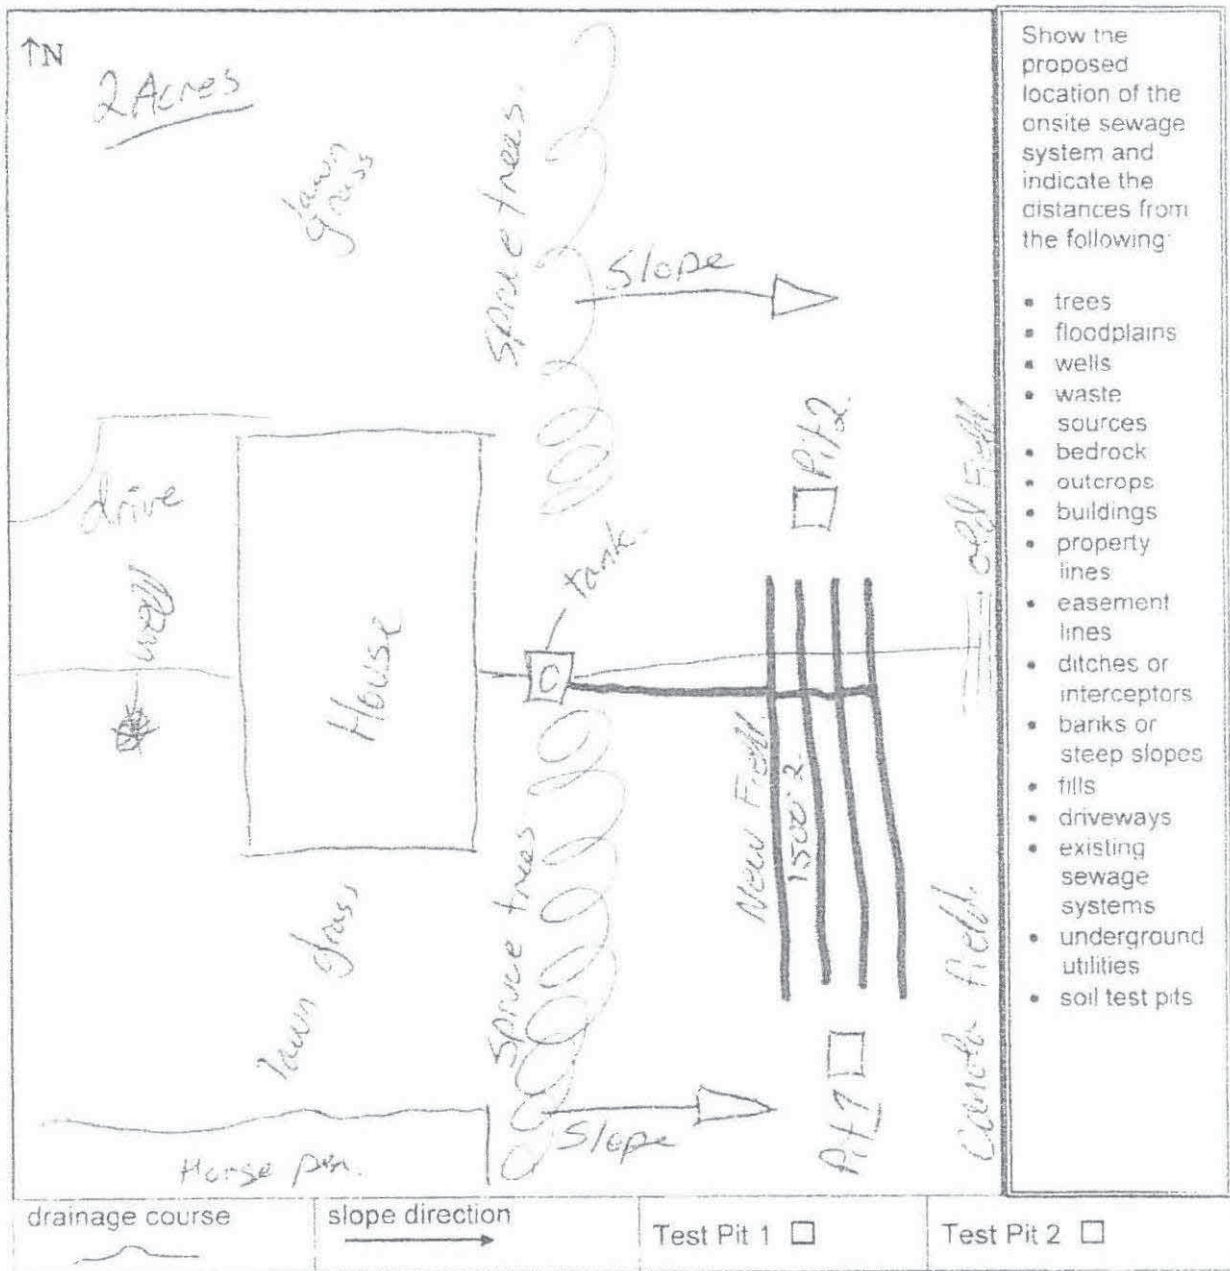 ↑N
2 Acres
lawn
grass
spruce trees.
Slope
drive
well
House
tank.
Pit 2.
old Field
New Field.
1500'2
spruce trees
lawn grass
Horse pen.
Slope
Pit 1
canola field.
Show the
proposed
location of the
onsite sewage
system and
indicate the
distances from
the following:
• trees
• floodplains
• wells
• waste
sources
• bedrock
• outcrops
• buildings
• property
lines
• easement
lines
• ditches or
interceptors
• banks or
steep slopes
• fills
• driveways
• existing
sewage
systems
• underground
utilities
• soil test pits
drainage course
slope direction
Test Pit 1 □
Test Pit 2 □